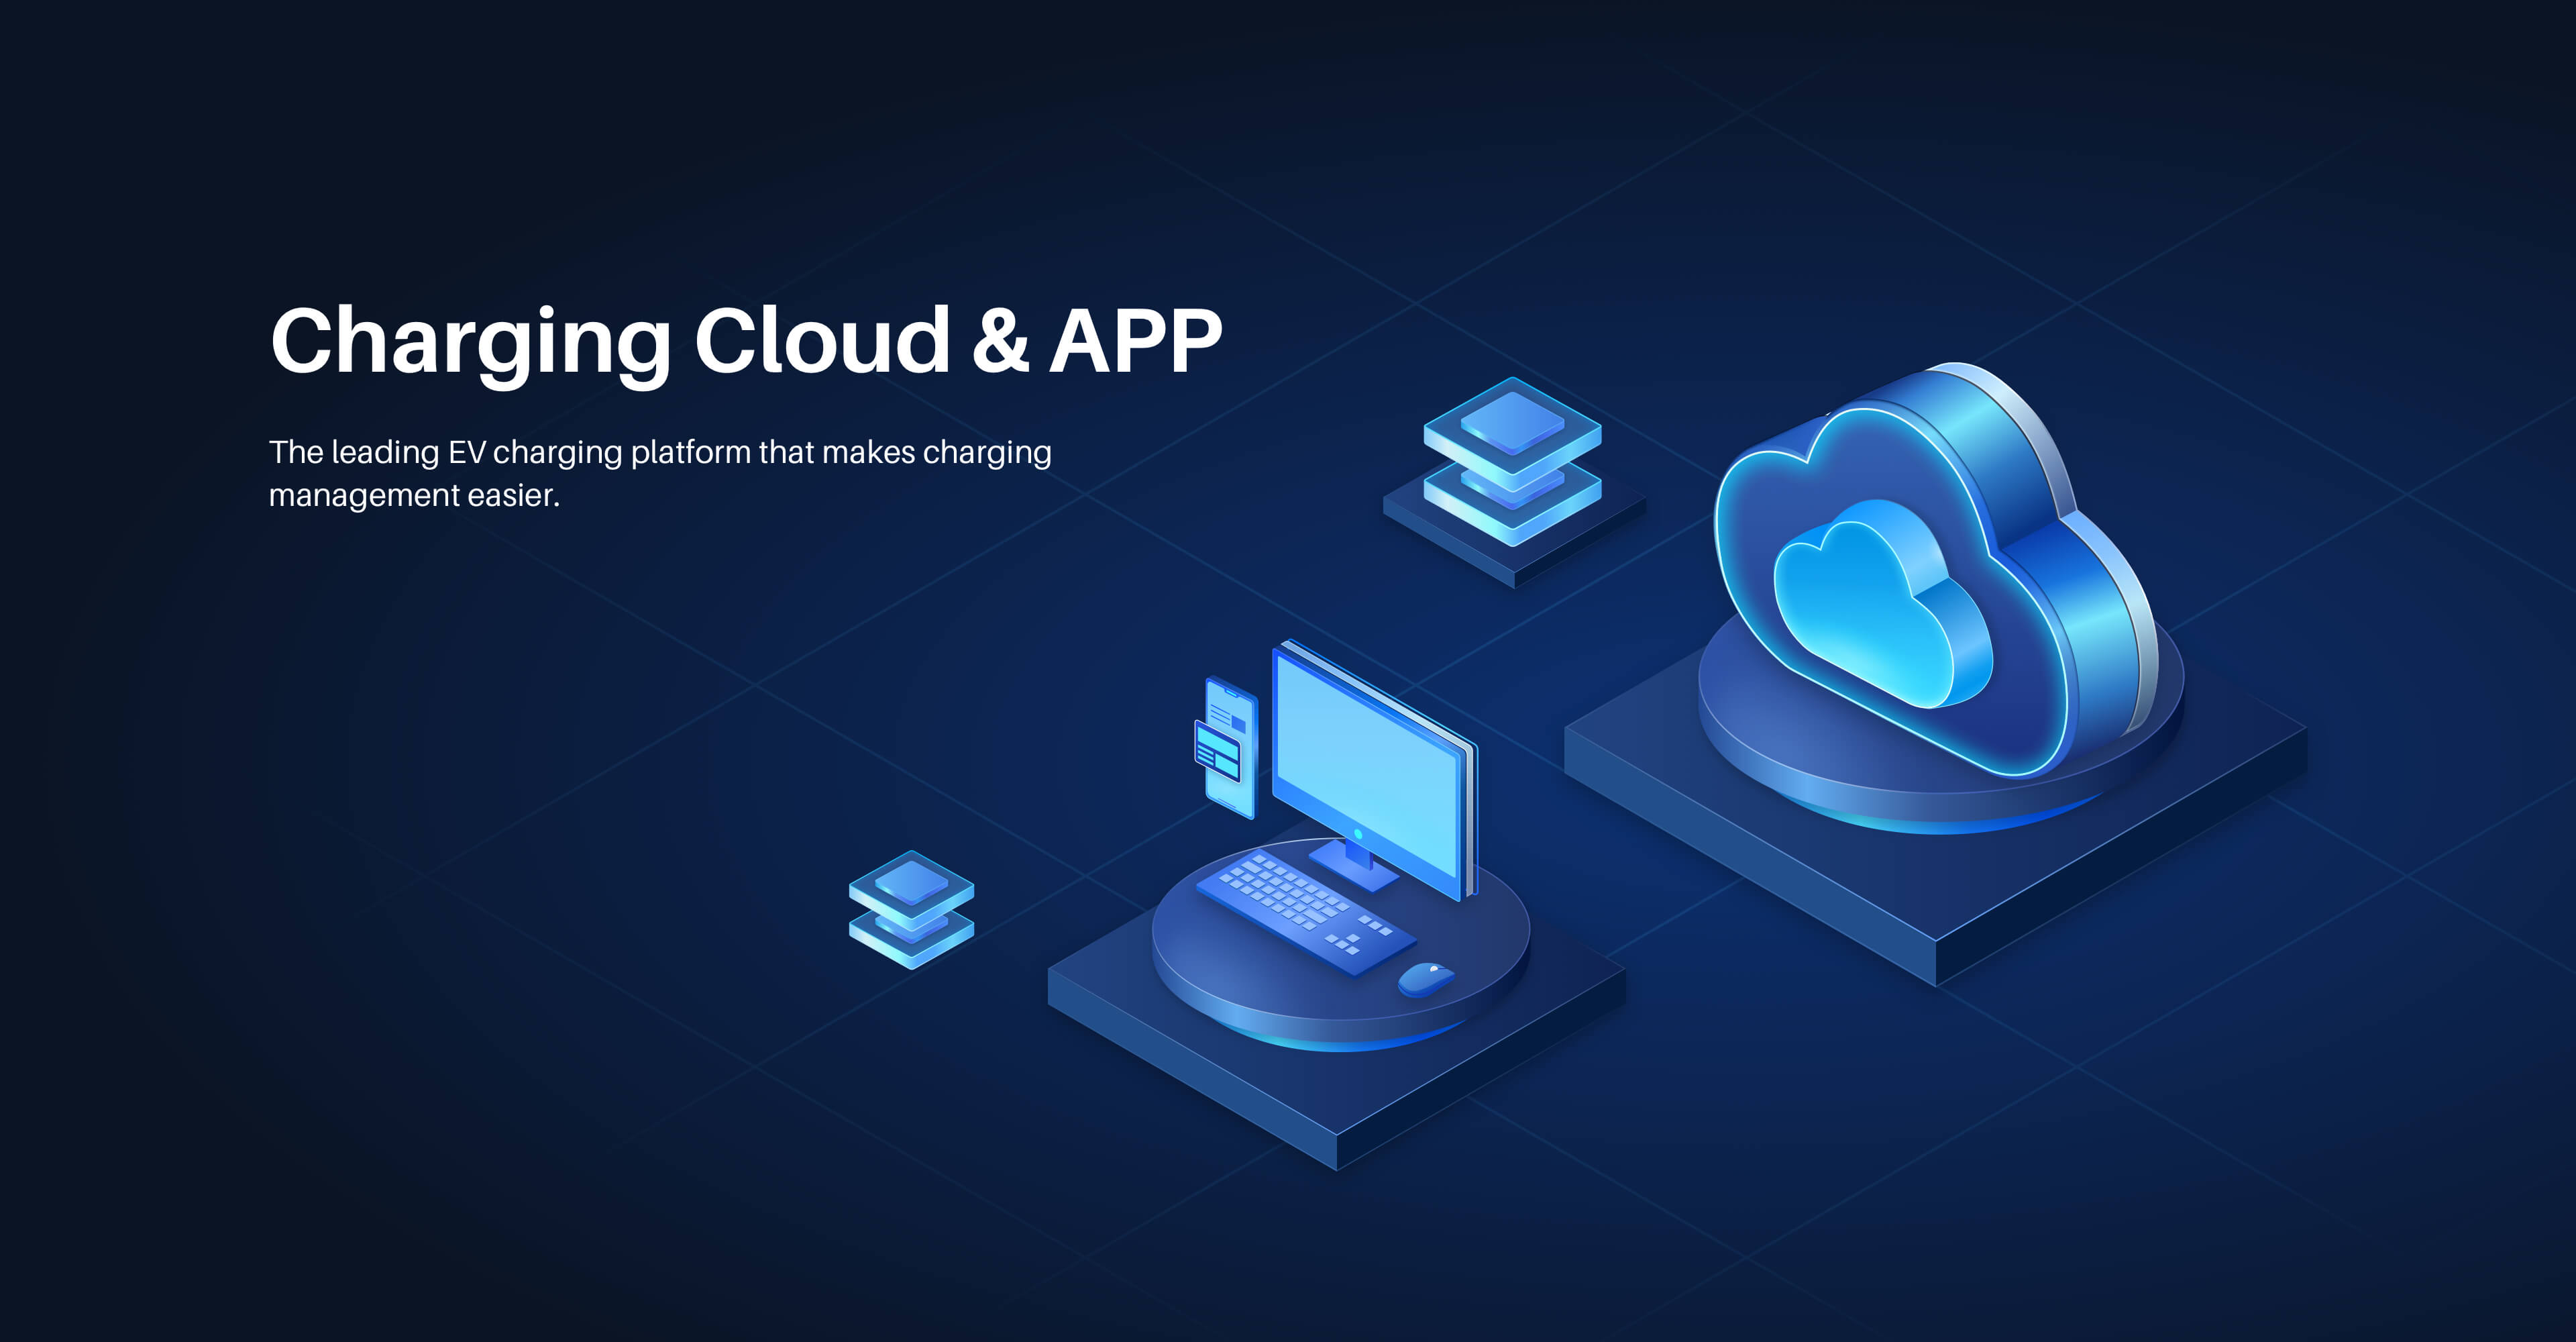 Charging Cloud & APP
The leading EV charging platform that makes charging
management easier.